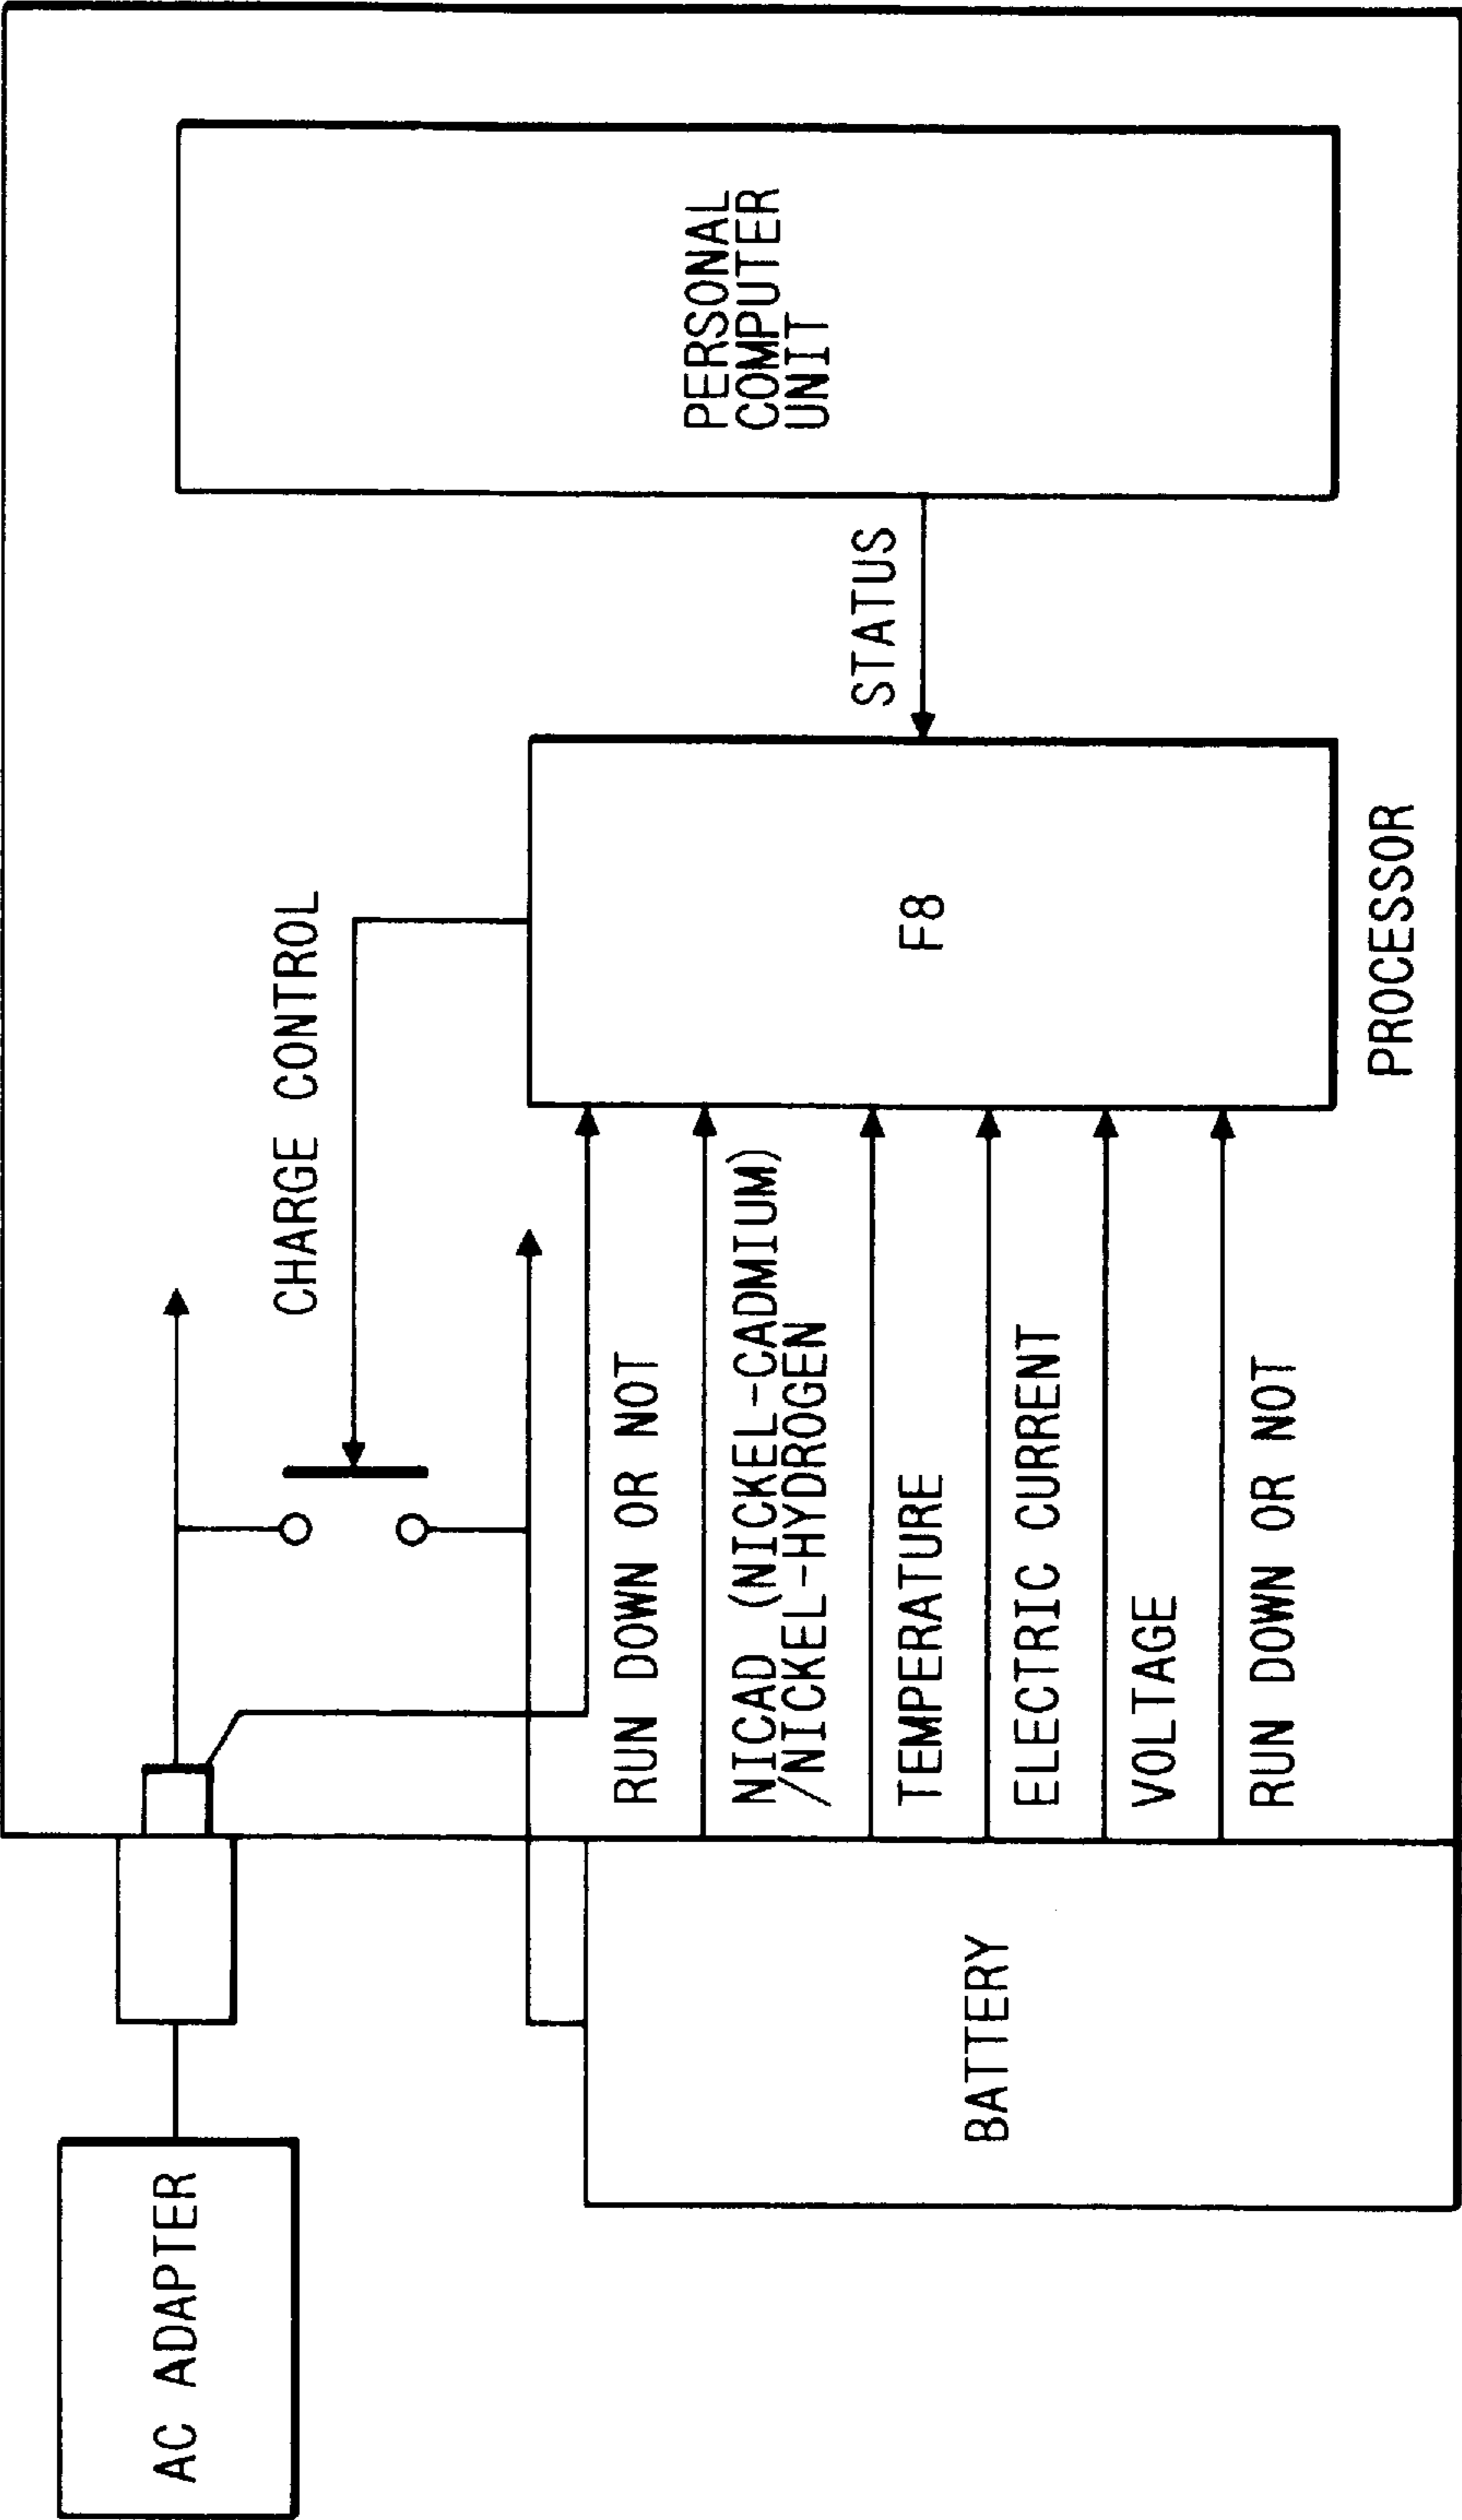 AC ADAPTER
CHARGE CONTROL
RUN DOWN OR NOT
NICAD (NICKEL-CADMIUM)
/NICKEL-HYDROGEN
TEMPERATURE
ELECTRIC CURRENT
VOLTAGE
RUN DOWN OR NOT
BATTERY
F8
PROCESSOR
STATUS
PERSONAL
COMPUTER
UNIT